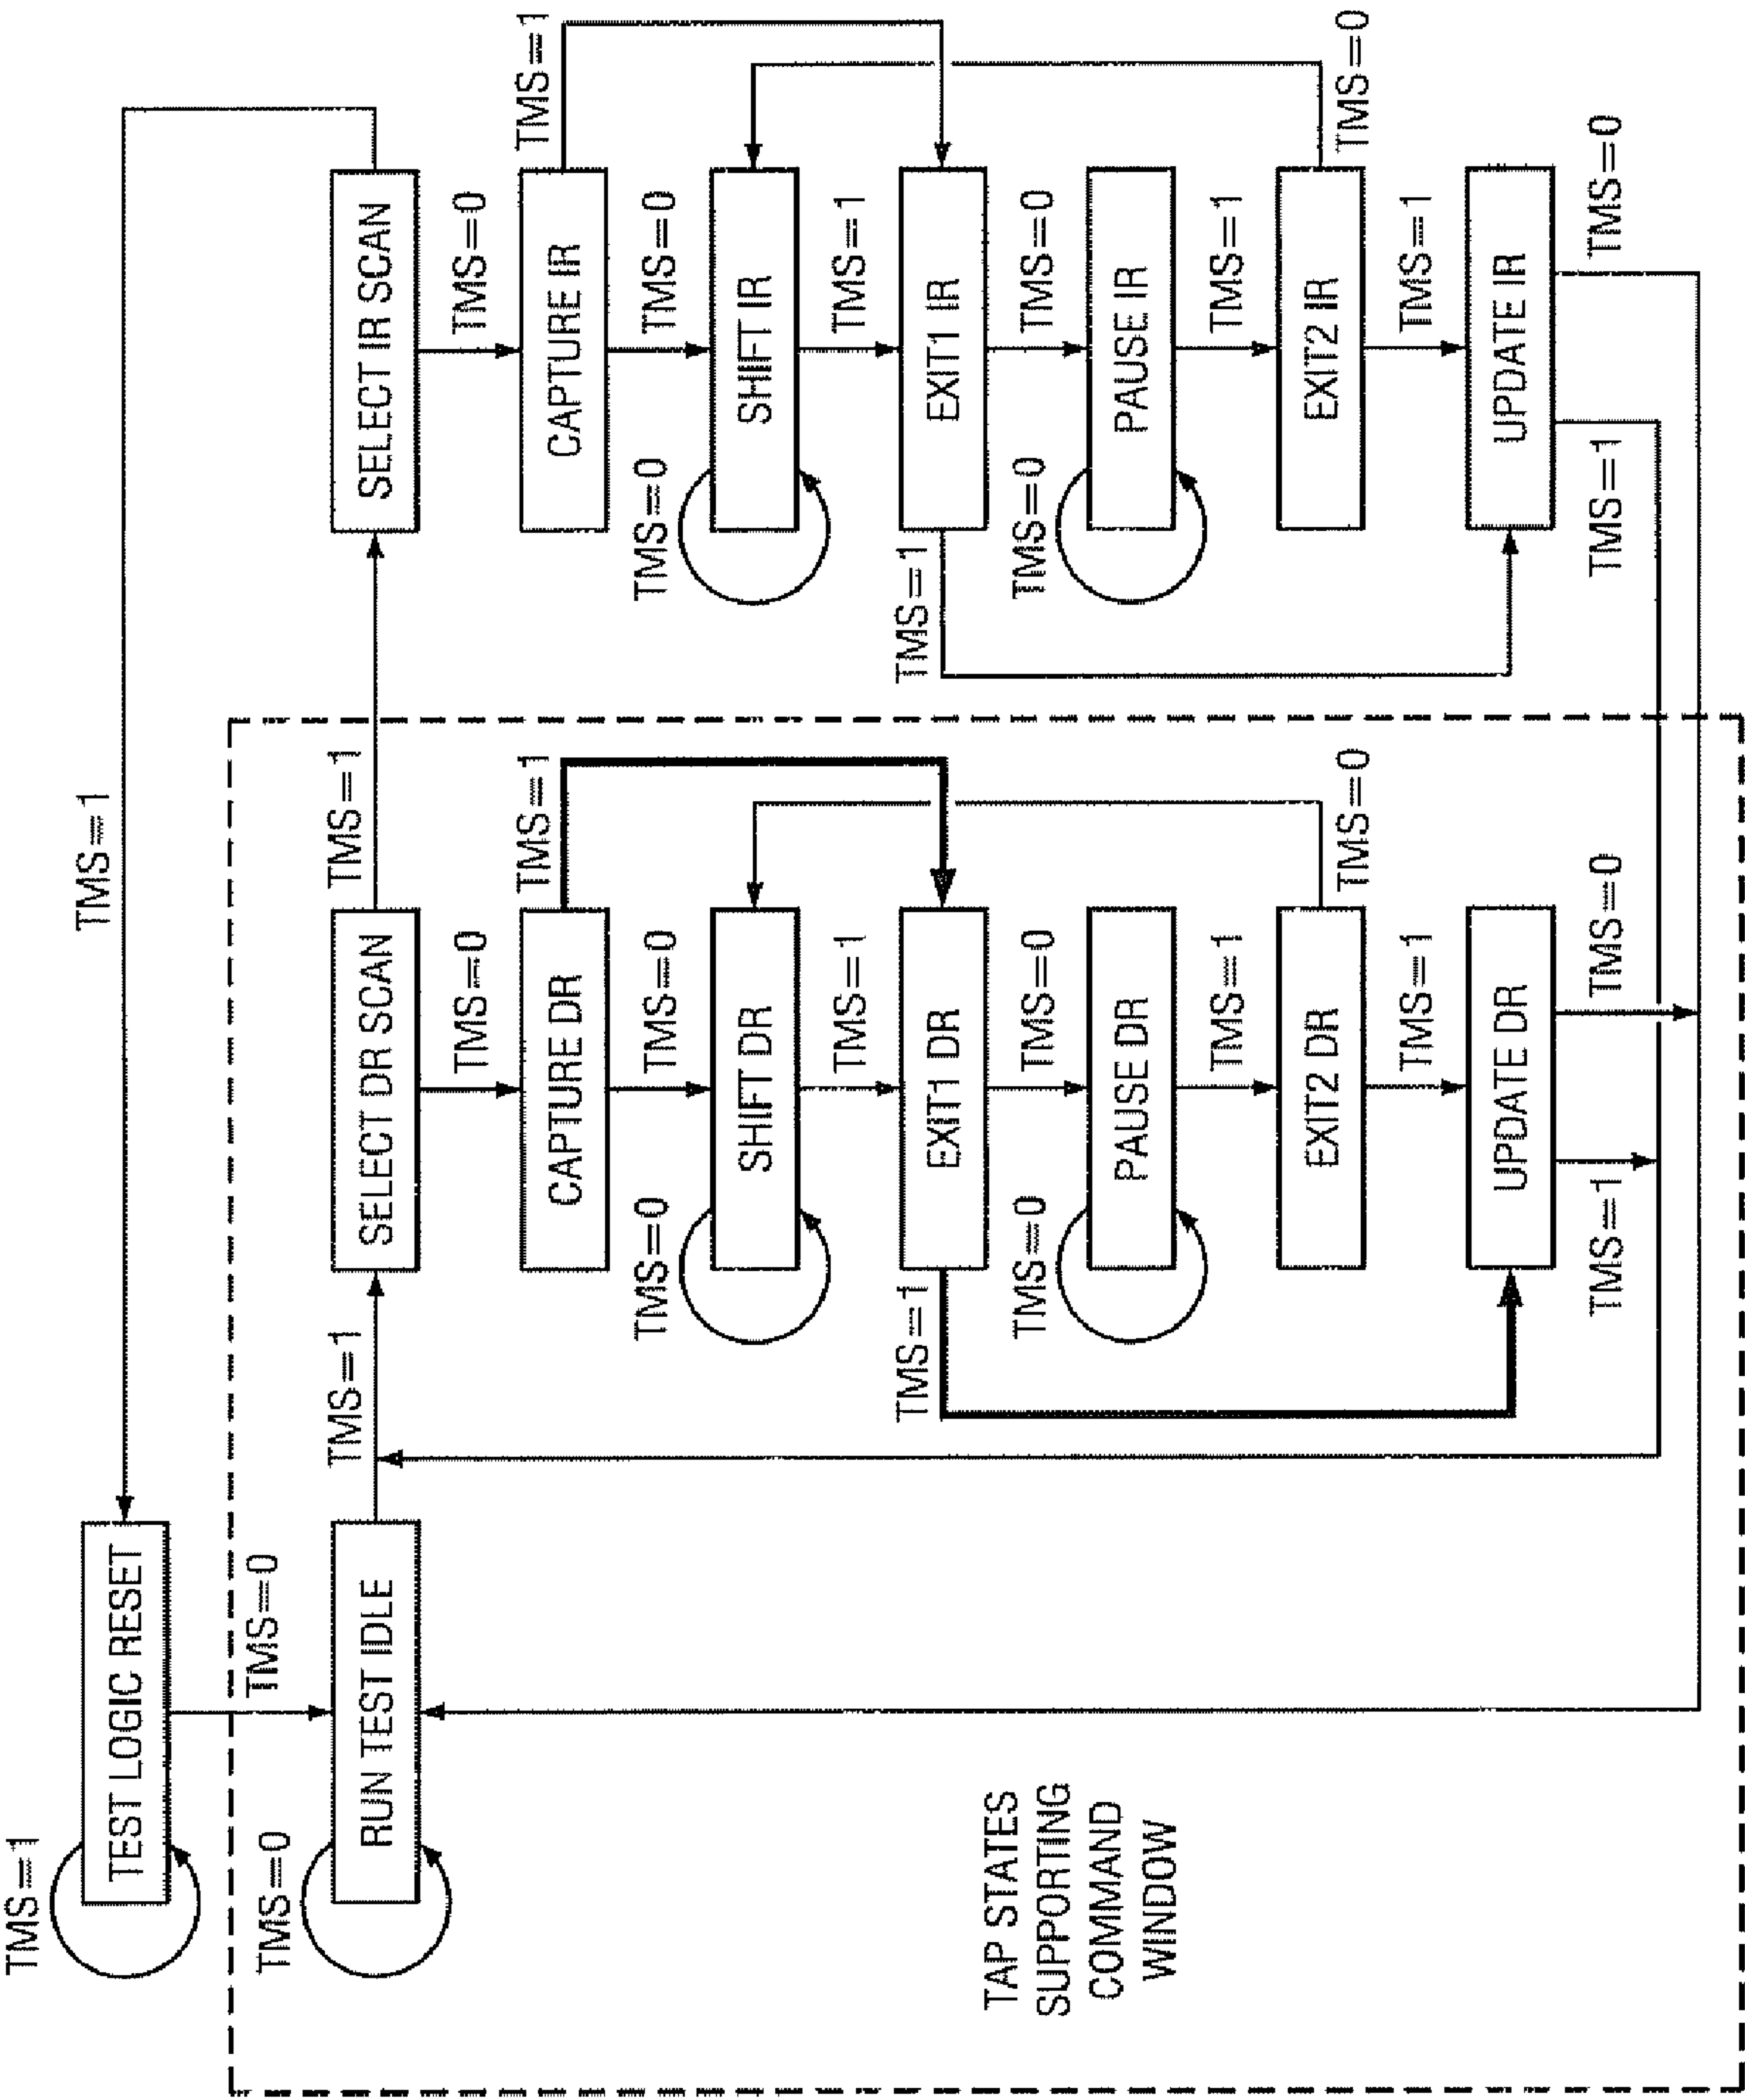 TMS=1
TEST LOGIC RESET
TMS=1
TMS=0
TMS=0
RUN TEST IDLE
TMS=1
SELECT DR SCAN
TMS=1
SELECT IR SCAN
TMS=0
TMS=0
CAPTURE DR
TMS=1
CAPTURE IR
TMS=1
TMS=0
TMS=0
TMS=0
TMS=0
SHIFT DR
SHIFT IR
TMS=1
TMS=1
TMS=1
EXIT1 DR
TMS=1
EXIT1 IR
TMS=0
TMS=0
TMS=0
TMS=0
PAUSE DR
PAUSE IR
TMS=1
TMS=1
EXIT2 DR
TMS=0
EXIT2 IR
TMS=0
TMS=1
TMS=1
UPDATE DR
UPDATE IR
TMS=1
TMS=0
TMS=1
TMS=0
TAP STATES
SUPPORTING
COMMAND
WINDOW